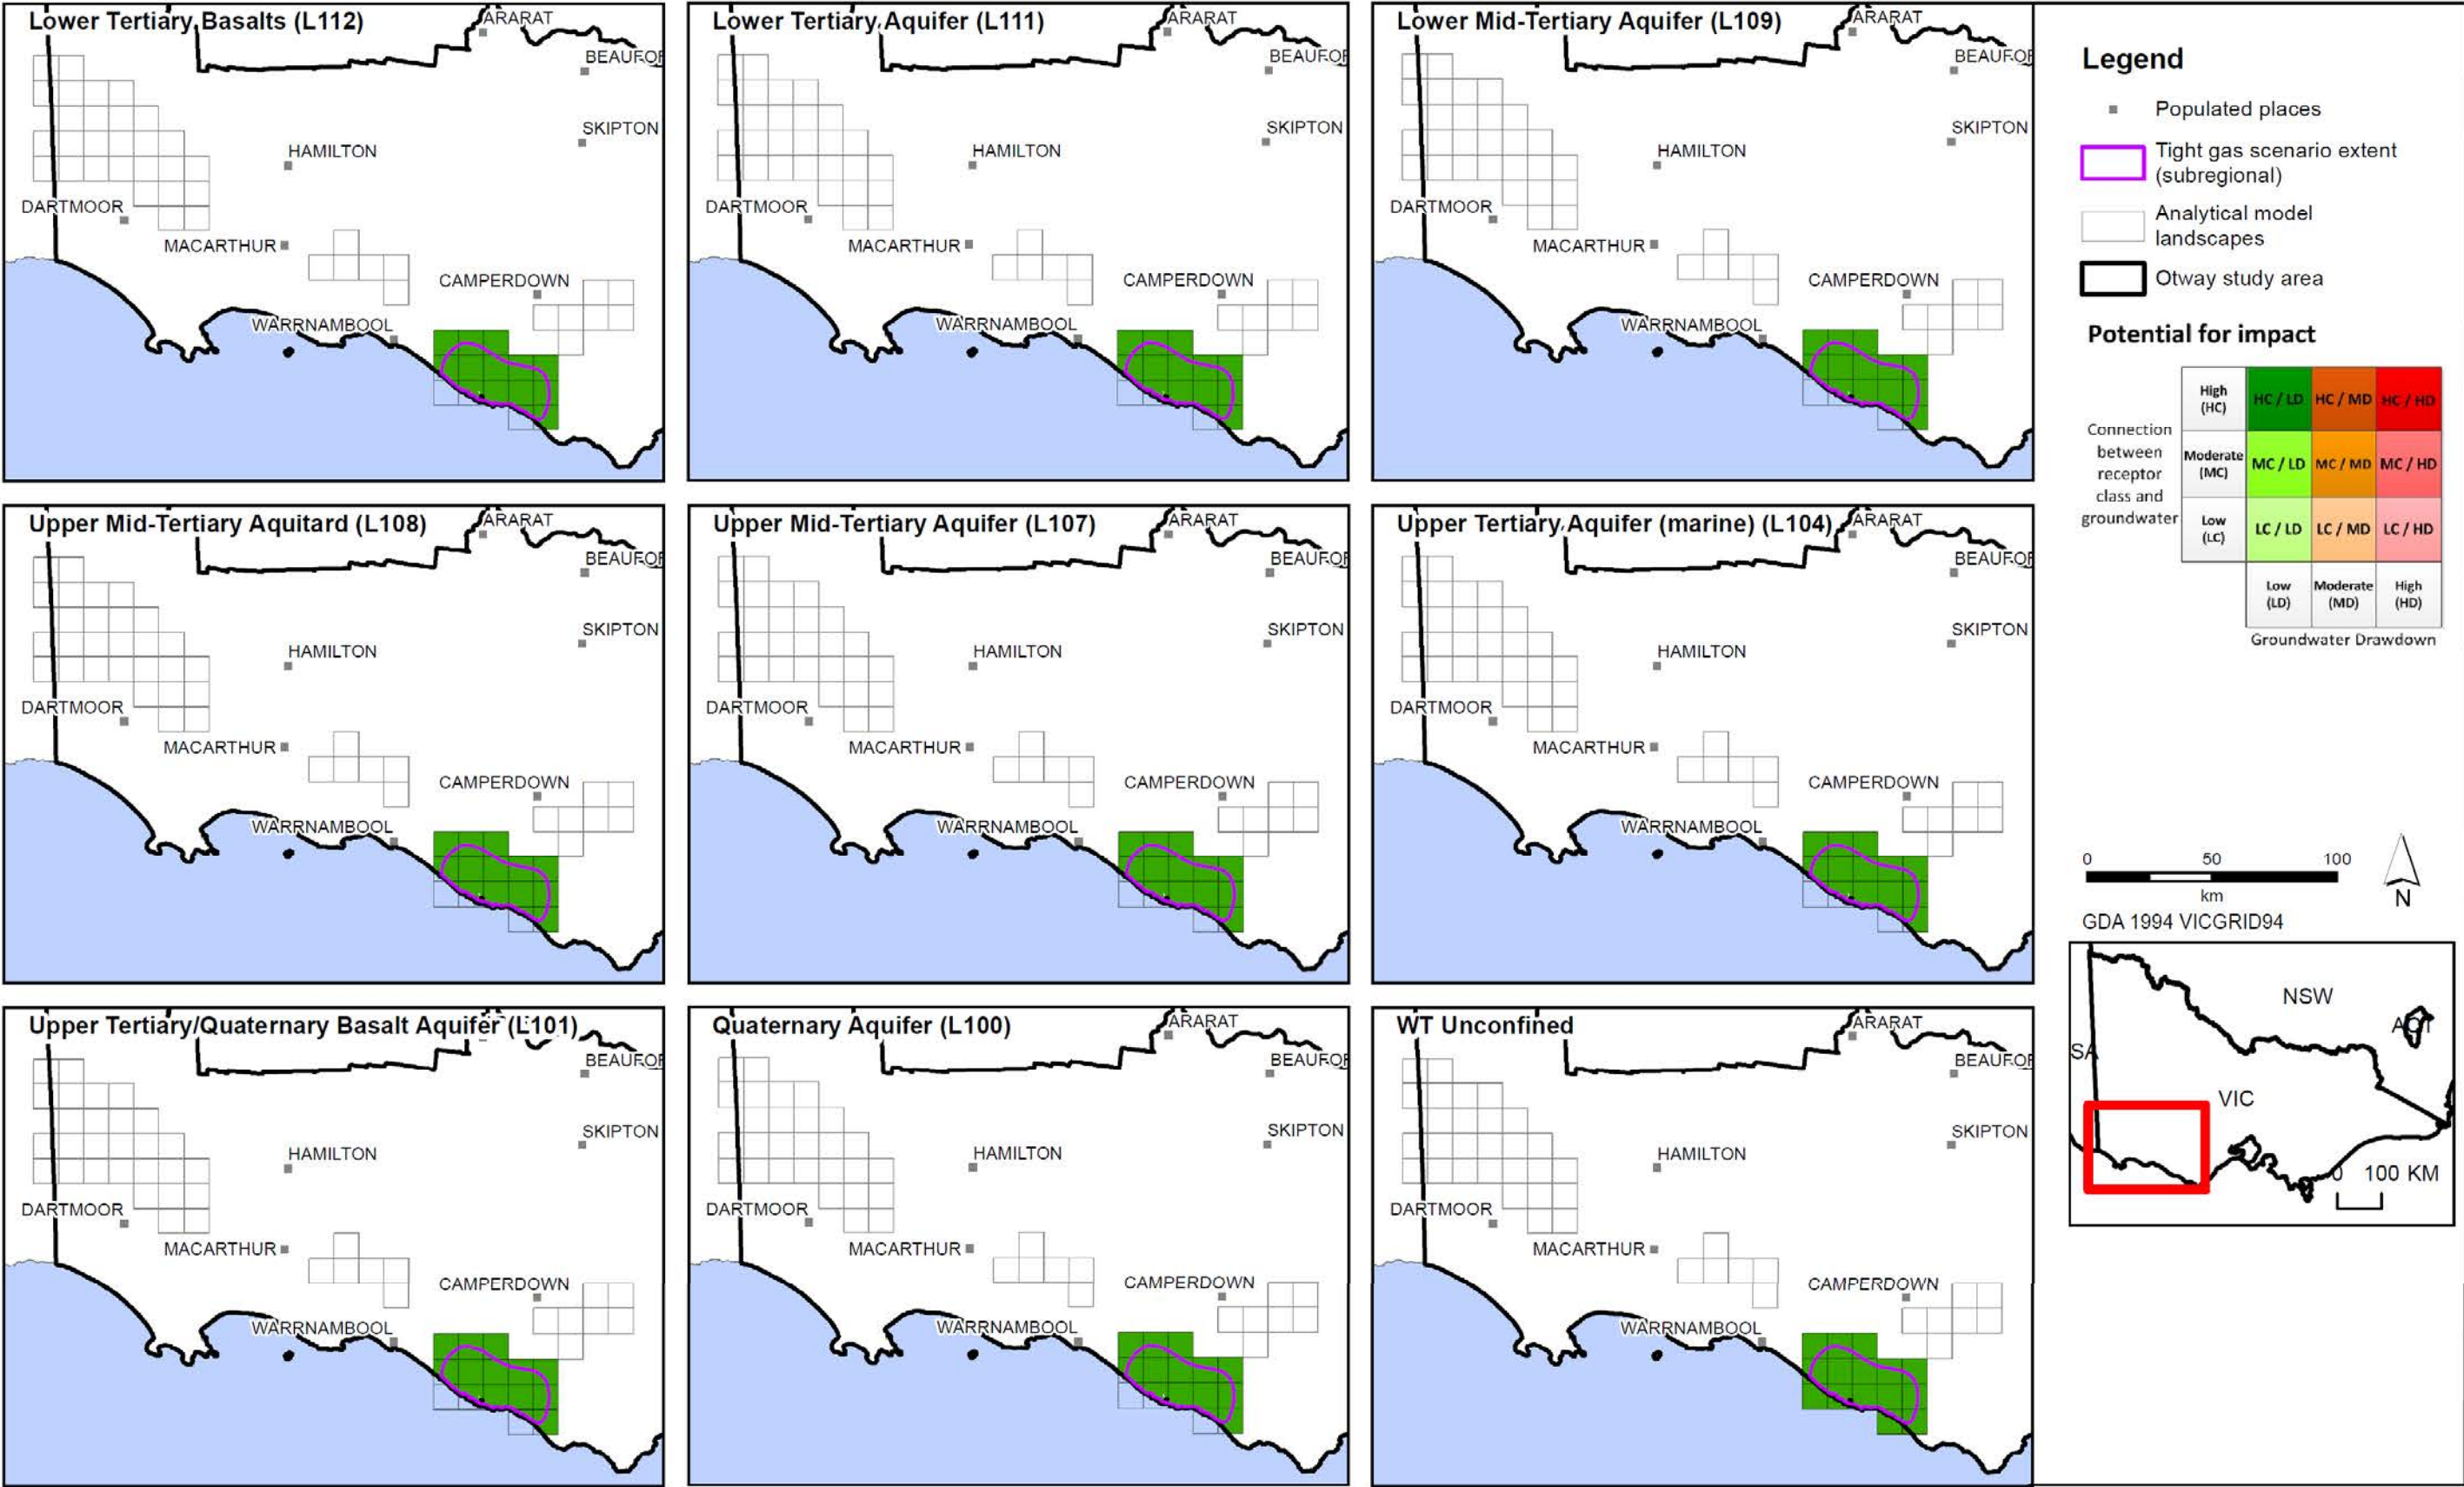 Lower Tertiary Basalts (L112)
ARARAT
BEAUFOR
SKIPTON
HAMILTON
DARTMOOR
MACARTHUR
CAMPERDOWN
WARRNAMBOOL
Lower Tertiary Aquifer (L111)
ARARAT
BEAUFOR
SKIPTON
HAMILTON
DARTMOOR
MACARTHUR
CAMPERDOWN
WARRNAMBOOL
Lower Mid-Tertiary Aquifer (L109)
ARARAT
BEAUFOR
SKIPTON
HAMILTON
DARTMOOR
MACARTHUR
CAMPERDOWN
WARRNAMBOOL
Upper Mid-Tertiary Aquitard (L108)
ARARAT
BEAUFOR
SKIPTON
HAMILTON
DARTMOOR
MACARTHUR
CAMPERDOWN
WARRNAMBOOL
Upper Mid-Tertiary Aquifer (L107)
ARARAT
BEAUFOR
SKIPTON
HAMILTON
DARTMOOR
MACARTHUR
CAMPERDOWN
WARRNAMBOOL
Upper Tertiary Aquifer (marine) (L104)
ARARAT
BEAUFOR
SKIPTON
HAMILTON
DARTMOOR
MACARTHUR
CAMPERDOWN
WARRNAMBOOL
Upper Tertiary/Quaternary Basalt Aquifer (L101)
ARARAT
BEAUFOR
SKIPTON
HAMILTON
DARTMOOR
MACARTHUR
CAMPERDOWN
WARRNAMBOOL
Quaternary Aquifer (L100)
ARARAT
BEAUFOR
SKIPTON
HAMILTON
DARTMOOR
MACARTHUR
CAMPERDOWN
WARRNAMBOOL
WT Unconfined
ARARAT
BEAUFOR
SKIPTON
HAMILTON
DARTMOOR
MACARTHUR
CAMPERDOWN
WARRNAMBOOL
Legend
Populated places
Tight gas scenario extent
(subregional)
Analytical model
landscapes
Otway study area
Potential for impact
Connection
between
receptor
class and
groundwater
High
(HC)
HC / LD HC / MD HC / HD
Moderate
(MC)
MC / LD MC / MD MC / HD
Low
(LC)
LC / LD LC / MD LC / HD
Low
(LD)
Moderate
(MD)
High
(HD)
Groundwater Drawdown
0 50 100
km
N
GDA 1994 VICGRID94
NSW
ACT
SA
VIC
0 100 KM